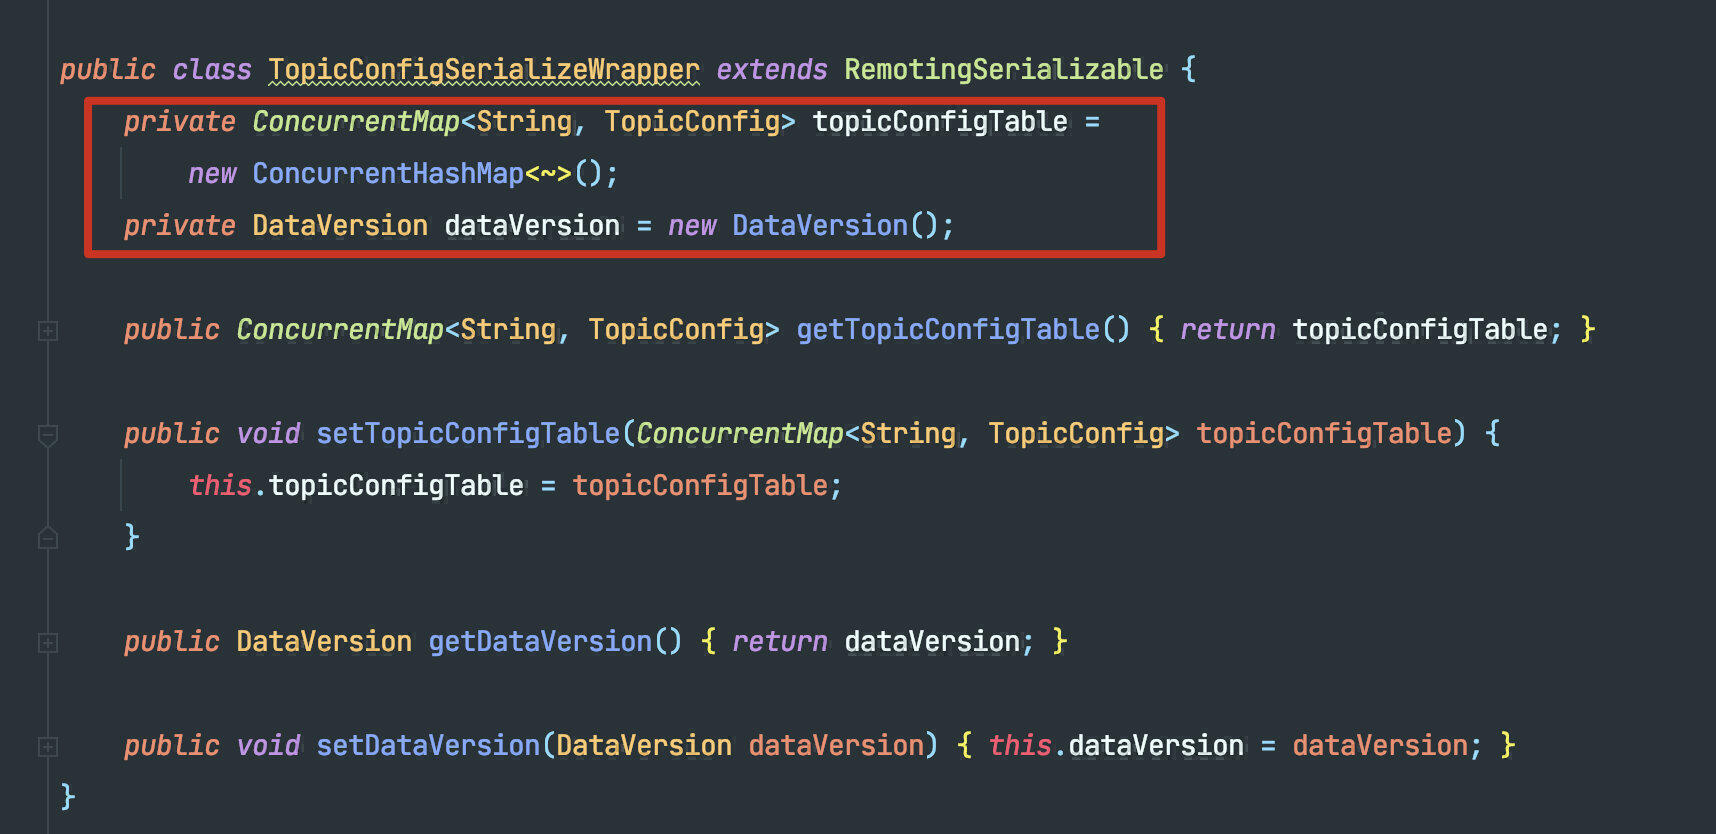 public class TopicConfigSerializeWrapper extends RemotingSerializable {
private ConcurrentMap<String, TopicConfig> topicConfigTable =
new ConcurrentHashMap<~>();
private DataVersion dataVersion = new DataVersion();
public ConcurrentMap<String, TopicConfig> getTopicConfigTable() { return topicConfigTable; }
public void setTopicConfigTable(ConcurrentMap<String, TopicConfig> topicConfigTable) {
this.topicConfigTable = topicConfigTable;
}
public DataVersion getDataVersion() { return dataVersion; }
public void setDataVersion(DataVersion dataVersion) { this.dataVersion = dataVersion; }
}